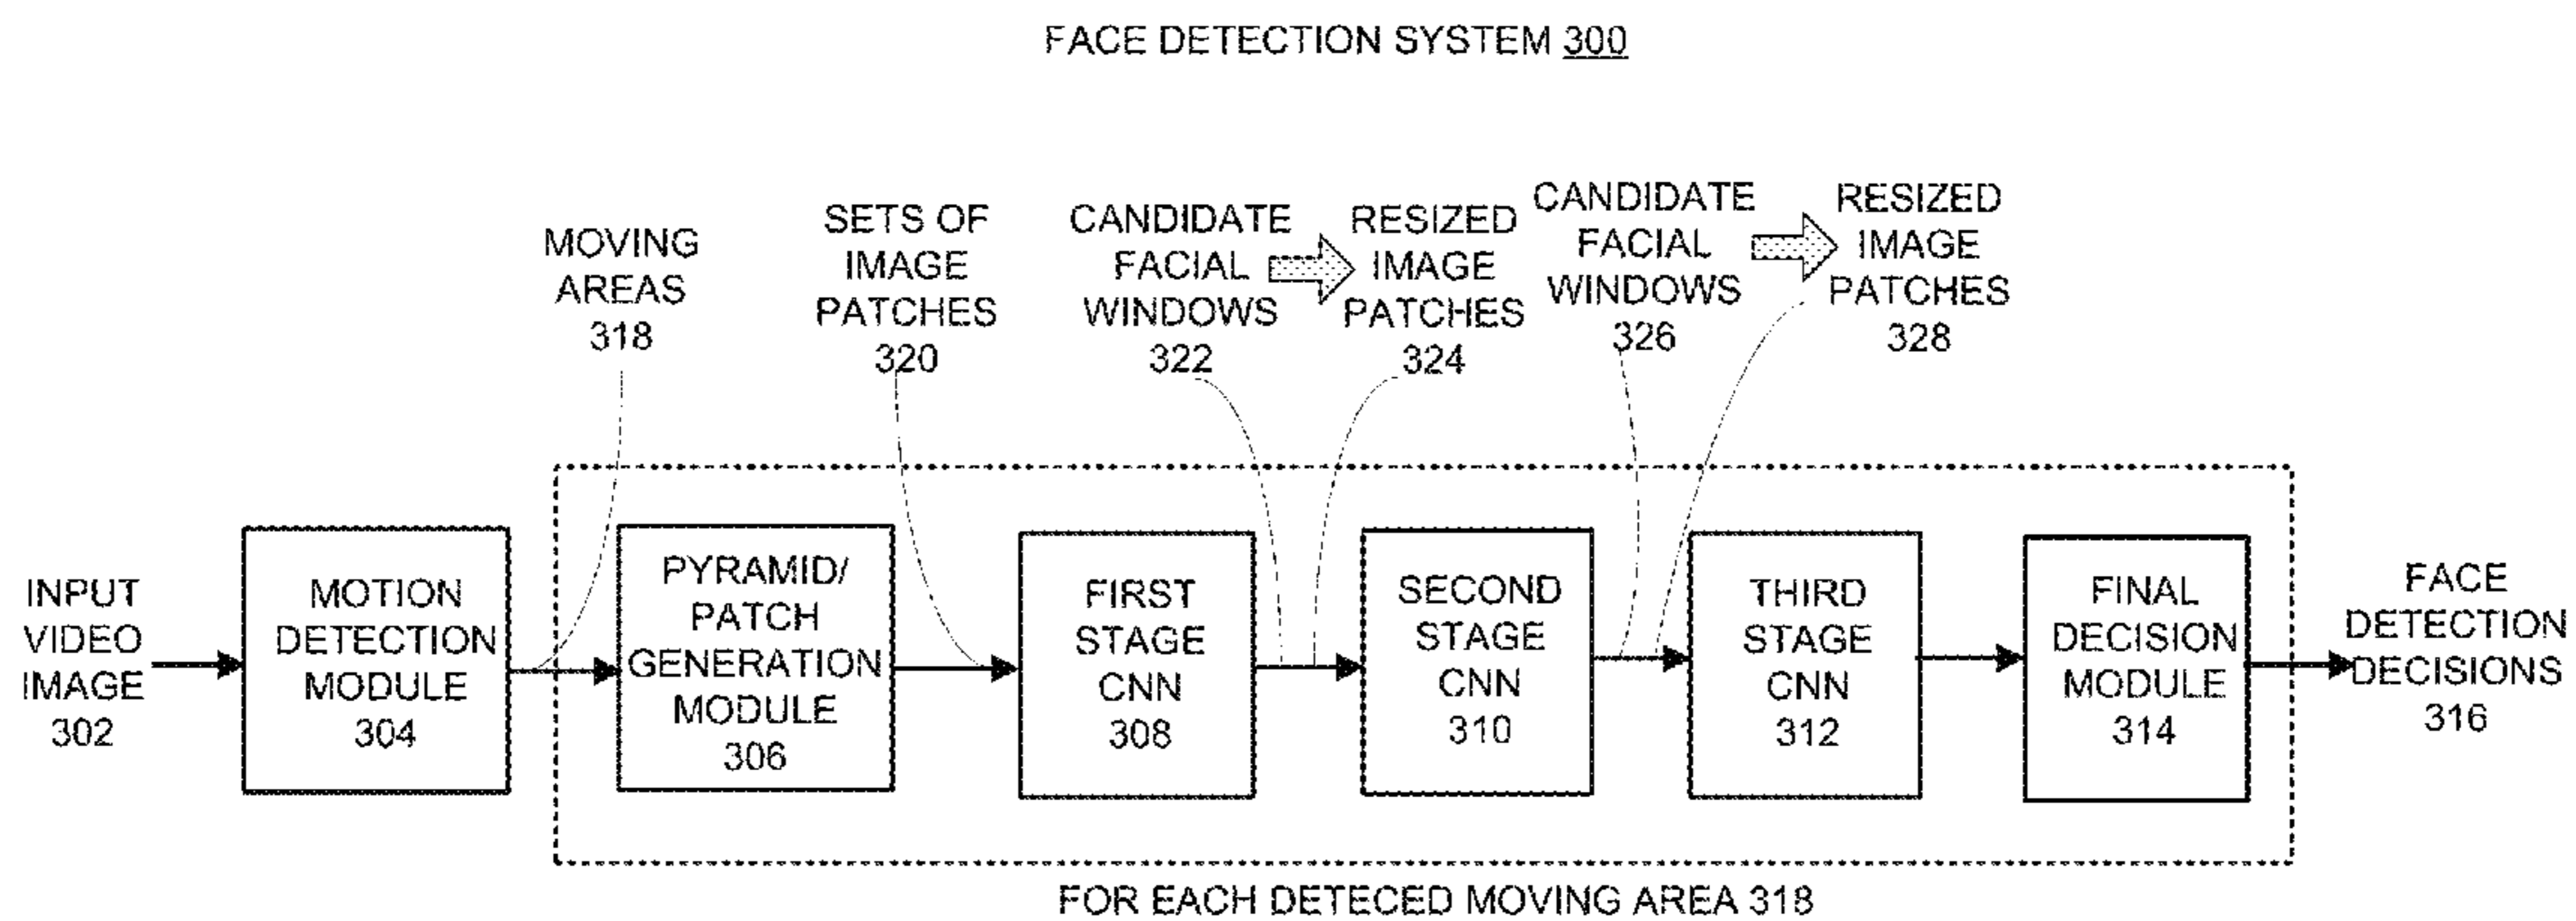 FACE DETECTION SYSTEM 300
MOVING
AREAS
318
SETS OF
IMAGE
PATCHES
320
CANDIDATE
FACIAL
WINDOWS
322
RESIZED
IMAGE
PATCHES
324
CANDIDATE
FACIAL
WINDOWS
326
RESIZED
IMAGE
PATCHES
328
INPUT
VIDEO
IMAGE
302
MOTION
DETECTION
MODULE
304
PYRAMID/
PATCH
GENERATION
MODULE
306
FIRST
STAGE
CNN
308
SECOND
STAGE
CNN
310
THIRD
STAGE
CNN
312
FINAL
DECISION
MODULE
314
FACE
DETECTION
DECISIONS
316
FOR EACH DETECED MOVING AREA 318